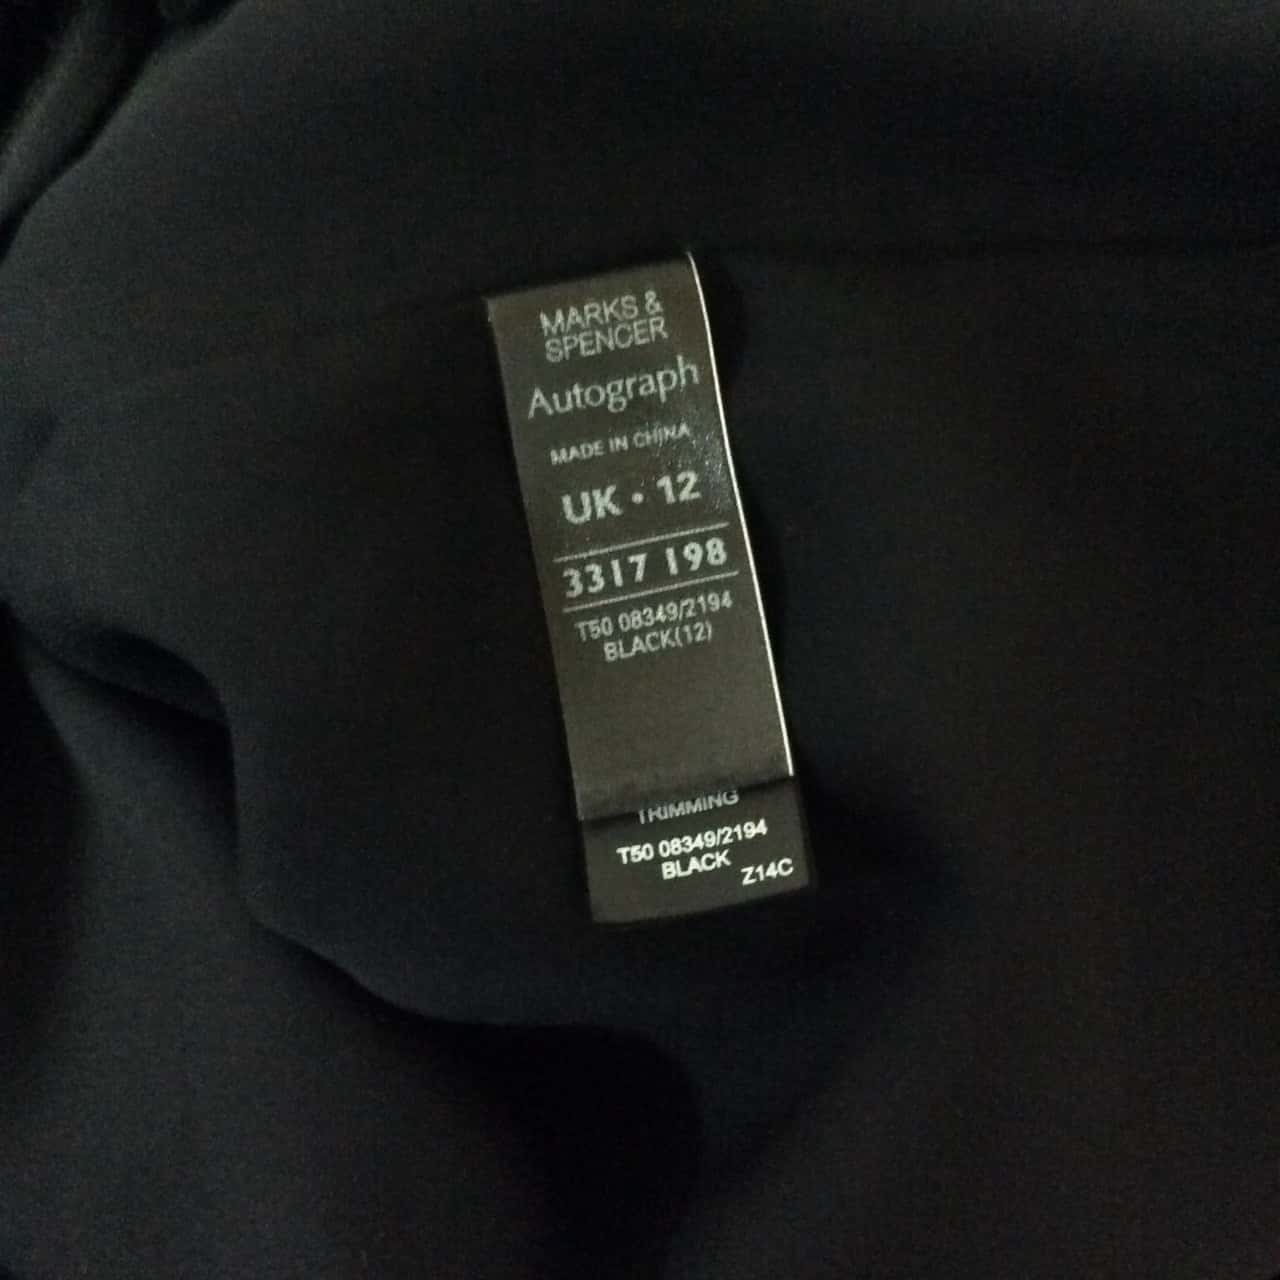 MARKS &
SPENCER
Autograph
MADE IN CHINA
UK • 12
3317 198
T50 08349/2194
BLACK(12)
TRIMMING
T50 08349/2194
BLACK
Z14C